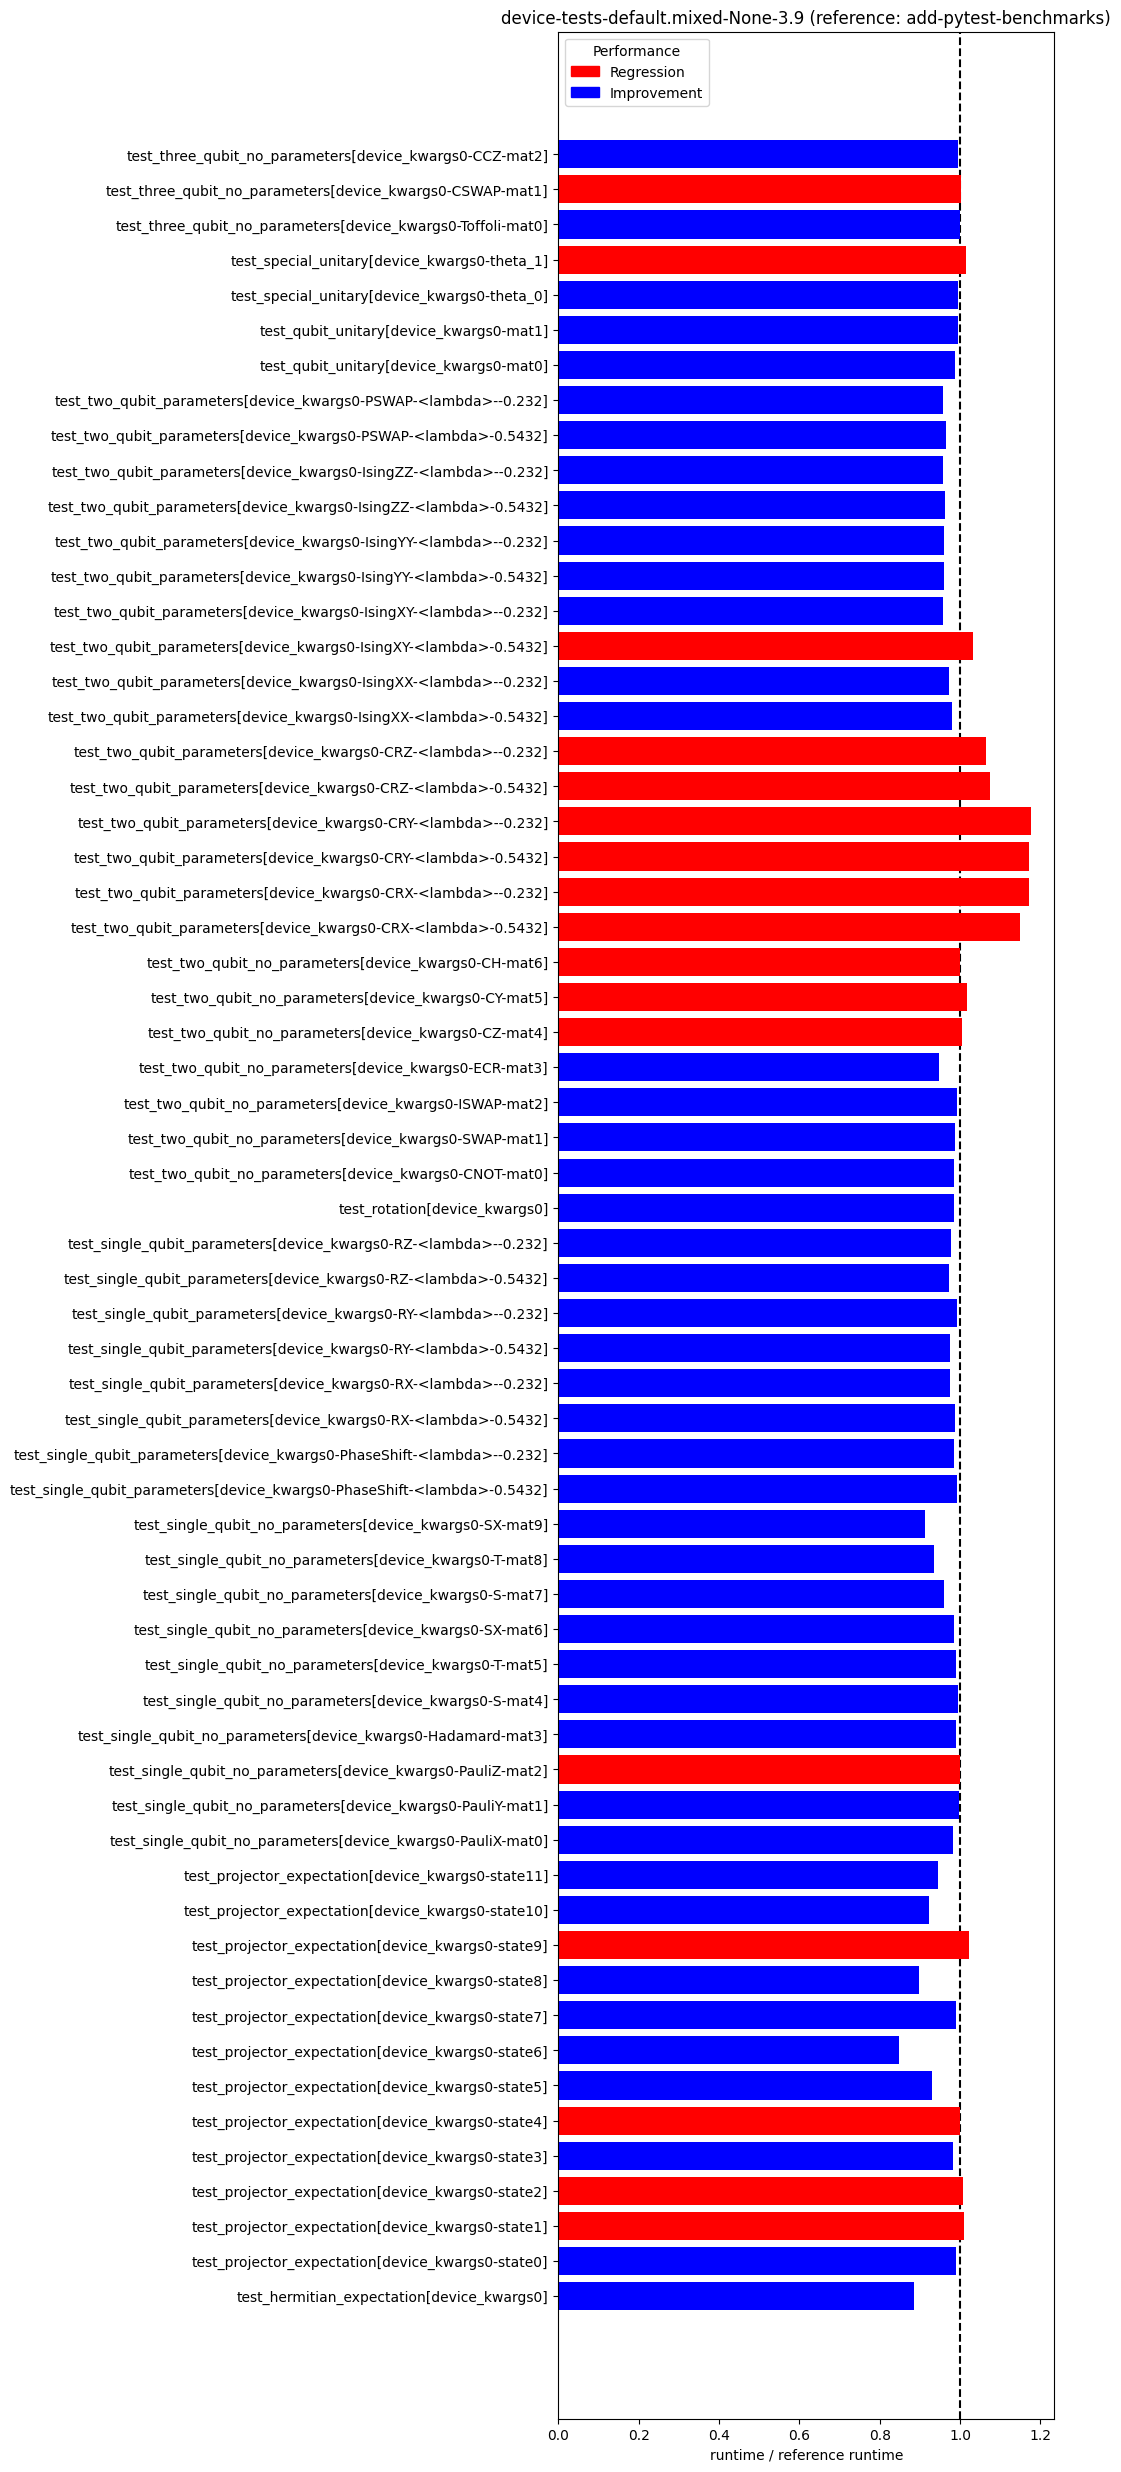 device-tests-default.mixed-None-3.9 (reference: add-pytest-benchmarks)
Performance
Regression
Improvement
test_three_qubit_no_parameters[device_kwargs0-CCZ-mat2]
test_three_qubit_no_parameters[device_kwargs0-CSWAP-mat1]
test_three_qubit_no_parameters[device_kwargs0-Toffoli-mat0]
test_special_unitary[device_kwargs0-theta_1]
test_special_unitary[device_kwargs0-theta_0]
test_qubit_unitary[device_kwargs0-mat1]
test_qubit_unitary[device_kwargs0-mat0]
test_two_qubit_parameters[device_kwargs0-PSWAP-<lambda>--0.232]
test_two_qubit_parameters[device_kwargs0-PSWAP-<lambda>-0.5432]
test_two_qubit_parameters[device_kwargs0-IsingZZ-<lambda>--0.232]
test_two_qubit_parameters[device_kwargs0-IsingZZ-<lambda>-0.5432]
test_two_qubit_parameters[device_kwargs0-IsingYY-<lambda>--0.232]
test_two_qubit_parameters[device_kwargs0-IsingYY-<lambda>-0.5432]
test_two_qubit_parameters[device_kwargs0-IsingXY-<lambda>--0.232]
test_two_qubit_parameters[device_kwargs0-IsingXY-<lambda>-0.5432]
test_two_qubit_parameters[device_kwargs0-IsingXX-<lambda>--0.232]
test_two_qubit_parameters[device_kwargs0-IsingXX-<lambda>-0.5432]
test_two_qubit_parameters[device_kwargs0-CRZ-<lambda>--0.232]
test_two_qubit_parameters[device_kwargs0-CRZ-<lambda>-0.5432]
test_two_qubit_parameters[device_kwargs0-CRY-<lambda>--0.232]
test_two_qubit_parameters[device_kwargs0-CRY-<lambda>-0.5432]
test_two_qubit_parameters[device_kwargs0-CRX-<lambda>--0.232]
test_two_qubit_parameters[device_kwargs0-CRX-<lambda>-0.5432]
test_two_qubit_no_parameters[device_kwargs0-CH-mat6]
test_two_qubit_no_parameters[device_kwargs0-CY-mat5]
test_two_qubit_no_parameters[device_kwargs0-CZ-mat4]
test_two_qubit_no_parameters[device_kwargs0-ECR-mat3]
test_two_qubit_no_parameters[device_kwargs0-ISWAP-mat2]
test_two_qubit_no_parameters[device_kwargs0-SWAP-mat1]
test_two_qubit_no_parameters[device_kwargs0-CNOT-mat0]
test_rotation[device_kwargs0]
test_single_qubit_parameters[device_kwargs0-RZ-<lambda>--0.232]
test_single_qubit_parameters[device_kwargs0-RZ-<lambda>-0.5432]
test_single_qubit_parameters[device_kwargs0-RY-<lambda>--0.232]
test_single_qubit_parameters[device_kwargs0-RY-<lambda>-0.5432]
test_single_qubit_parameters[device_kwargs0-RX-<lambda>--0.232]
test_single_qubit_parameters[device_kwargs0-RX-<lambda>-0.5432]
test_single_qubit_parameters[device_kwargs0-PhaseShift-<lambda>--0.232]
test_single_qubit_parameters[device_kwargs0-PhaseShift-<lambda>-0.5432]
test_single_qubit_no_parameters[device_kwargs0-SX-mat9]
test_single_qubit_no_parameters[device_kwargs0-T-mat8]
test_single_qubit_no_parameters[device_kwargs0-S-mat7]
test_single_qubit_no_parameters[device_kwargs0-SX-mat6]
test_single_qubit_no_parameters[device_kwargs0-T-mat5]
test_single_qubit_no_parameters[device_kwargs0-S-mat4]
test_single_qubit_no_parameters[device_kwargs0-Hadamard-mat3]
test_single_qubit_no_parameters[device_kwargs0-PauliZ-mat2]
test_single_qubit_no_parameters[device_kwargs0-PauliY-mat1]
test_single_qubit_no_parameters[device_kwargs0-PauliX-mat0]
test_projector_expectation[device_kwargs0-state11]
test_projector_expectation[device_kwargs0-state10]
test_projector_expectation[device_kwargs0-state9]
test_projector_expectation[device_kwargs0-state8]
test_projector_expectation[device_kwargs0-state7]
test_projector_expectation[device_kwargs0-state6]
test_projector_expectation[device_kwargs0-state5]
test_projector_expectation[device_kwargs0-state4]
test_projector_expectation[device_kwargs0-state3]
test_projector_expectation[device_kwargs0-state2]
test_projector_expectation[device_kwargs0-state1]
test_projector_expectation[device_kwargs0-state0]
test_hermitian_expectation[device_kwargs0]
0.0 0.2 0.4 0.6 0.8 1.0 1.2
runtime / reference runtime